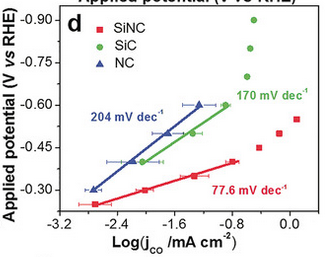 Applied potential (V vs RHE)
d
SiNC
SiC
NC
Applied potential (V vs RHE)
-0.90
-0.75
-0.60
-0.45
-0.30
204 mV dec-1
170 mV dec-1
77.6 mV dec-1
-3.2 -2.4 -1.6 -0.8 0.0
Log(jCO /mA cm-2)